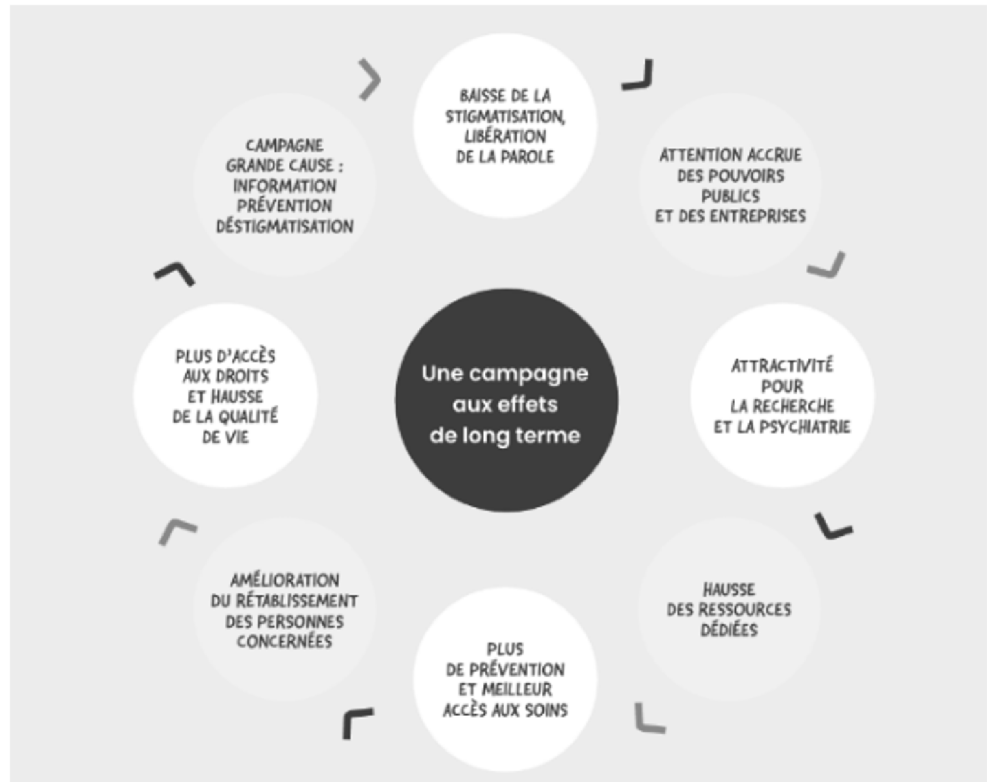 BAISSE DE LA
STIGMATISATION,
LIBÉRATION
DE LA PAROLE
ATTENTION ACCRUE
DES POUVOIRS
PUBLICS
ET DES ENTREPRISES
ATTRACTIVITÉ
POUR
LA RECHERCHE
ET LA PSYCHIATRIE
HAUSSE
DES RESSOURCES
DÉDIÉES
PLUS
DE PRÉVENTION
ET MEILLEUR
ACCÈS AUX SOINS
AMÉLIORATION
DU RÉTABLISSEMENT
DES PERSONNES
CONCERNÉES
PLUS D'ACCÈS
AUX DROITS
ET HAUSSE
DE LA QUALITÉ
DE VIE
CAMPAGNE
GRANDE CAUSE :
INFORMATION
PRÉVENTION
DÉSTIGMATISATION
Une campagne
aux effets
de long terme